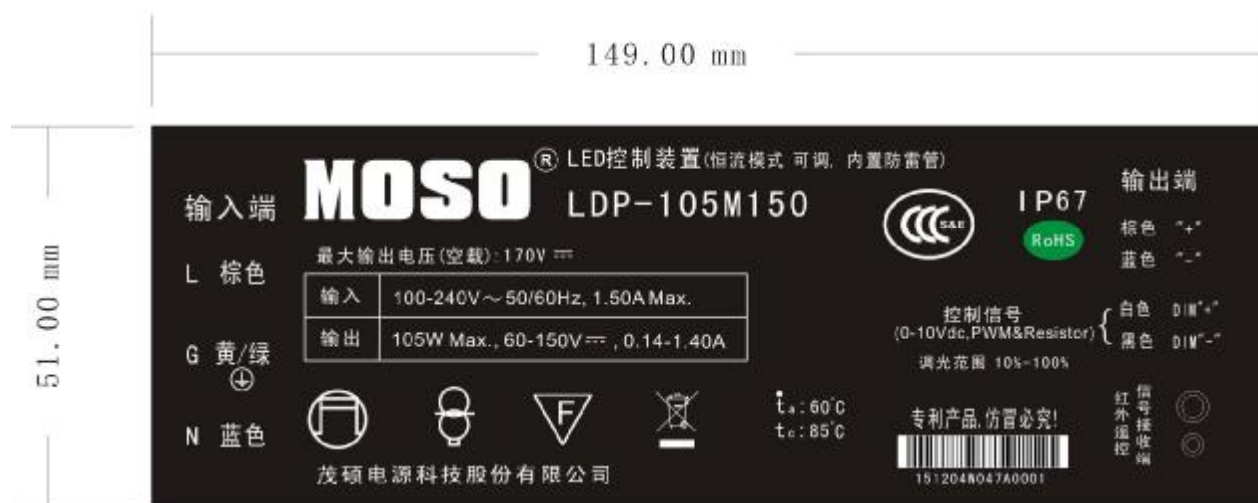 149.00 mm
51.00 mm
输入端
L 棕色
G 黄/绿
N 蓝色
MOSO ®
LED控制装置(恒流模式 可调, 内置防雷管)
LDP-105M150
最大输出电压(空载):170V ⎓
输入 100-240V～50/60Hz, 1.50A Max.
输出 105W Max., 60-150V⎓, 0.14-1.40A
F
ta:60℃
tc:85℃
茂硕电源科技股份有限公司
CCC S&E
IP67
RoHS
控制信号
(0-10Vdc,PWM&Resistor)
调光范围 10%-100%
专利产品,仿冒必究!
151204N047A0001
输出端
棕色 "+"
蓝色 "-"
白色 DIM"+"
黑色 DIM"-"
红外遥控
信号接收端